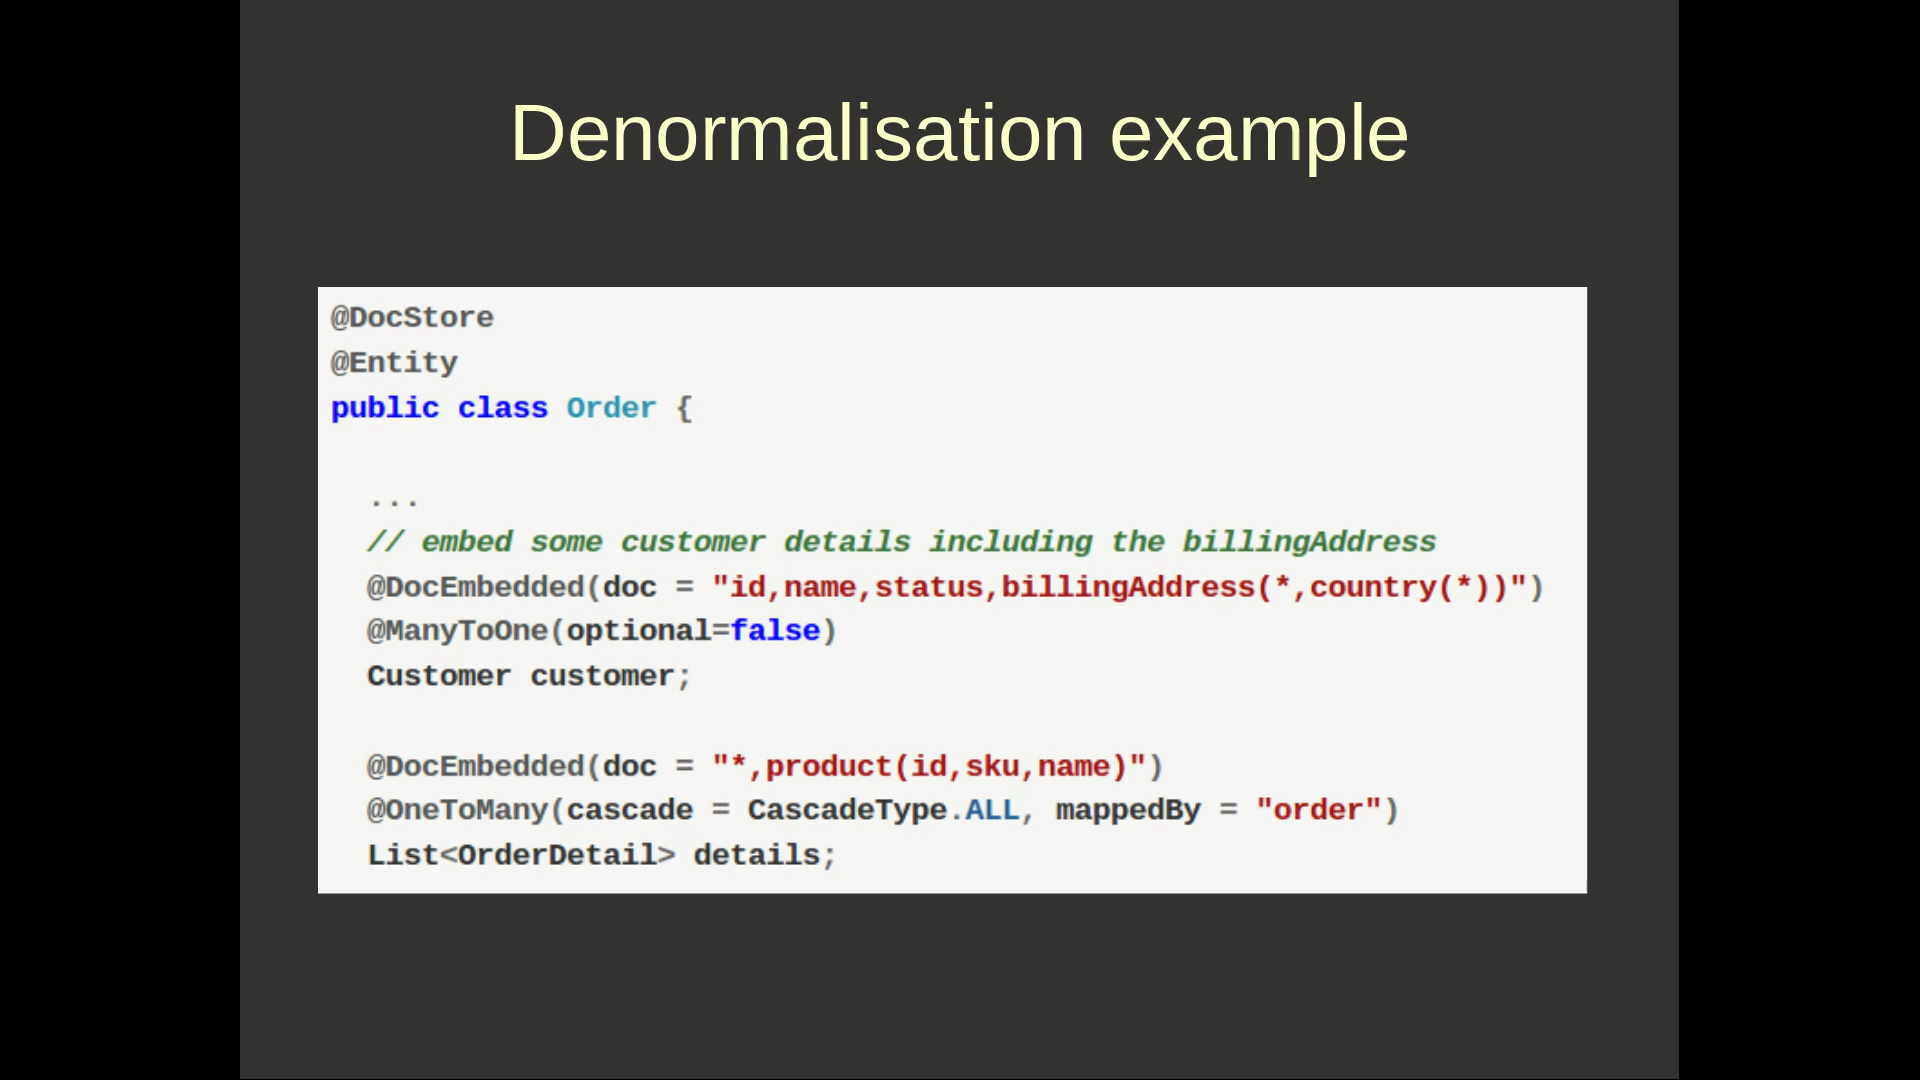 Denormalisation example
@DocStore
@Entity
public class Order {
...
// embed some customer details including the billingAddress
@DocEmbedded(doc = "id,name,status,billingAddress(*,country(*))")
@ManyToOne(optional=false)
Customer customer;
@DocEmbedded(doc = "*,product(id,sku,name)")
@OneToMany(cascade = CascadeType.ALL, mappedBy = "order")
List<OrderDetail> details;